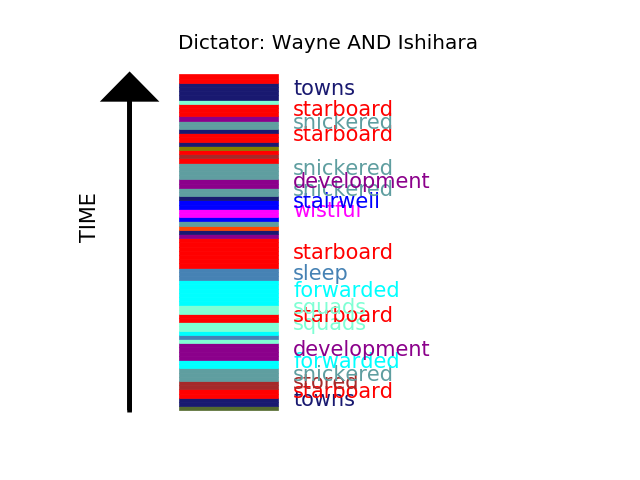 Dictator: Wayne AND Ishihara
towns
starboard
snickered
starboard
snickered
development
snickered
stairwell
wistful
TIME
starboard
sleep
forwarded
squads
starboard
squads
development
forwarded
snickered
stored
starboard
towns